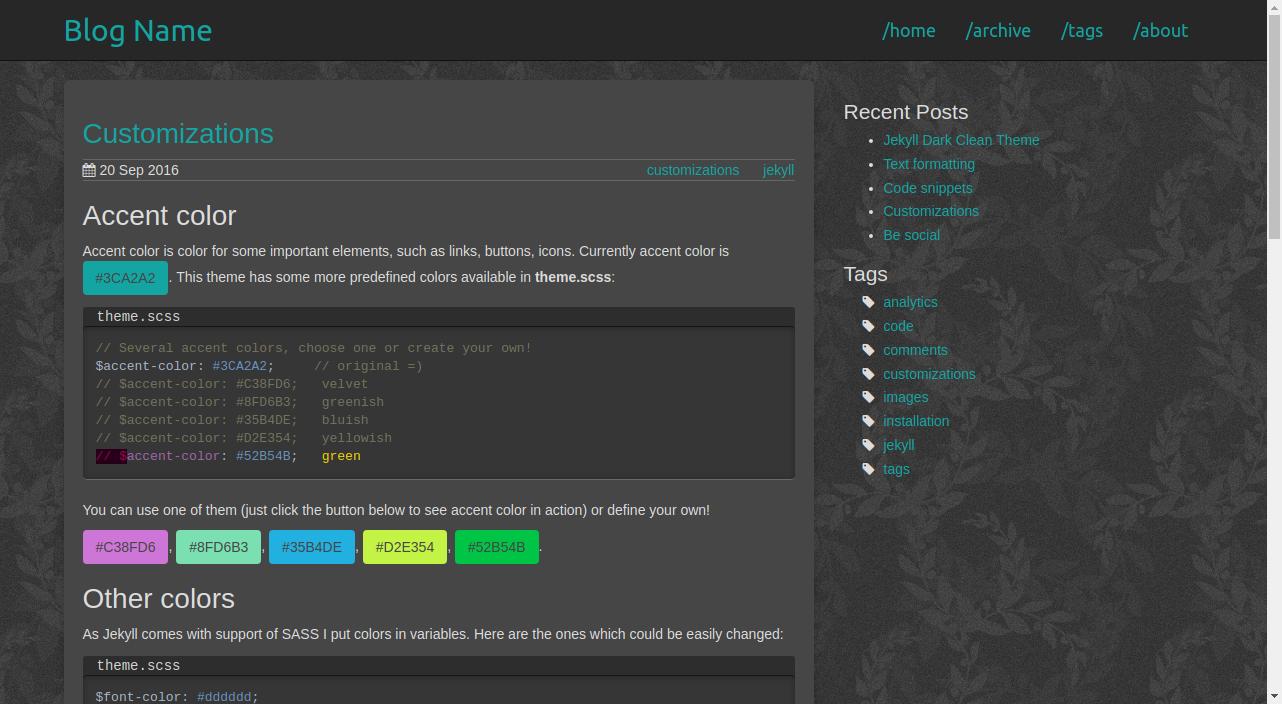 Blog Name
/home /archive /tags /about
Customizations
20 Sep 2016 customizations jekyll
Accent color
Accent color is color for some important elements, such as links, buttons, icons. Currently accent color is
#3CA2A2. This theme has some more predefined colors available in theme.scss:
theme.scss
// Several accent colors, choose one or create your own!
$accent-color: #3CA2A2;     // original =)
// $accent-color: #C38FD6;   velvet
// $accent-color: #8FD6B3;   greenish
// $accent-color: #35B4DE;   bluish
// $accent-color: #D2E354;   yellowish
// $accent-color: #52B54B;   green
You can use one of them (just click the button below to see accent color in action) or define your own!
#C38FD6, #8FD6B3, #35B4DE, #D2E354, #52B54B.
Other colors
As Jekyll comes with support of SASS I put colors in variables. Here are the ones which could be easily changed:
theme.scss
$font-color: #dddddd;
Recent Posts
Jekyll Dark Clean Theme
Text formatting
Code snippets
Customizations
Be social
Tags
analytics
code
comments
customizations
images
installation
jekyll
tags